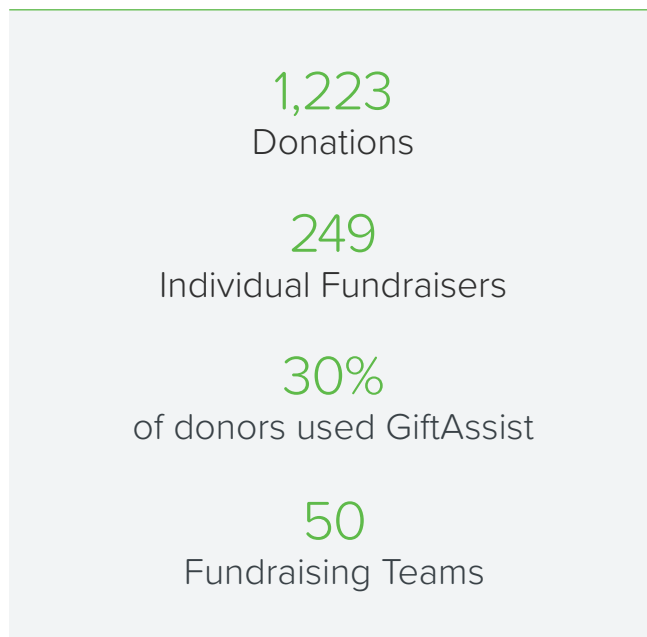 1,223
Donations
249
Individual Fundraisers
30%
of donors used GiftAssist
50
Fundraising Teams